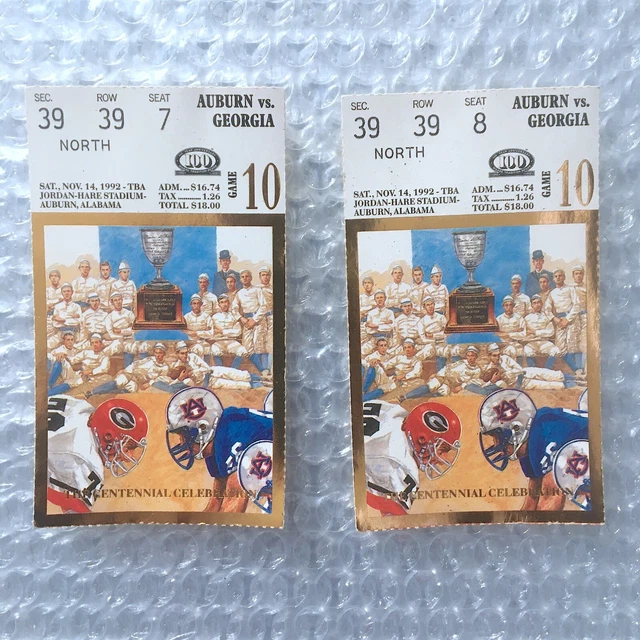 SEC. ROW SEAT AUBURN vs.
39 39 7 GEORGIA
NORTH
100
SAT., NOV. 14, 1992 - TBA ADM. .. $16.74
JORDAN-HARE STADIUM- TAX .......... 1.26
AUBURN, ALABAMA TOTAL $18.00
GAME 10
G AU
CENTENNIAL CELEBRATION
SEC. ROW SEAT AUBURN vs.
39 39 8 GEORGIA
NORTH
100
SAT., NOV. 14, 1992 - TBA ADM. .. $16.74
JORDAN-HARE STADIUM- TAX .......... 1.26
AUBURN, ALABAMA TOTAL $18.00
GAME 10
G AU
CENTENNIAL CELEBRATION